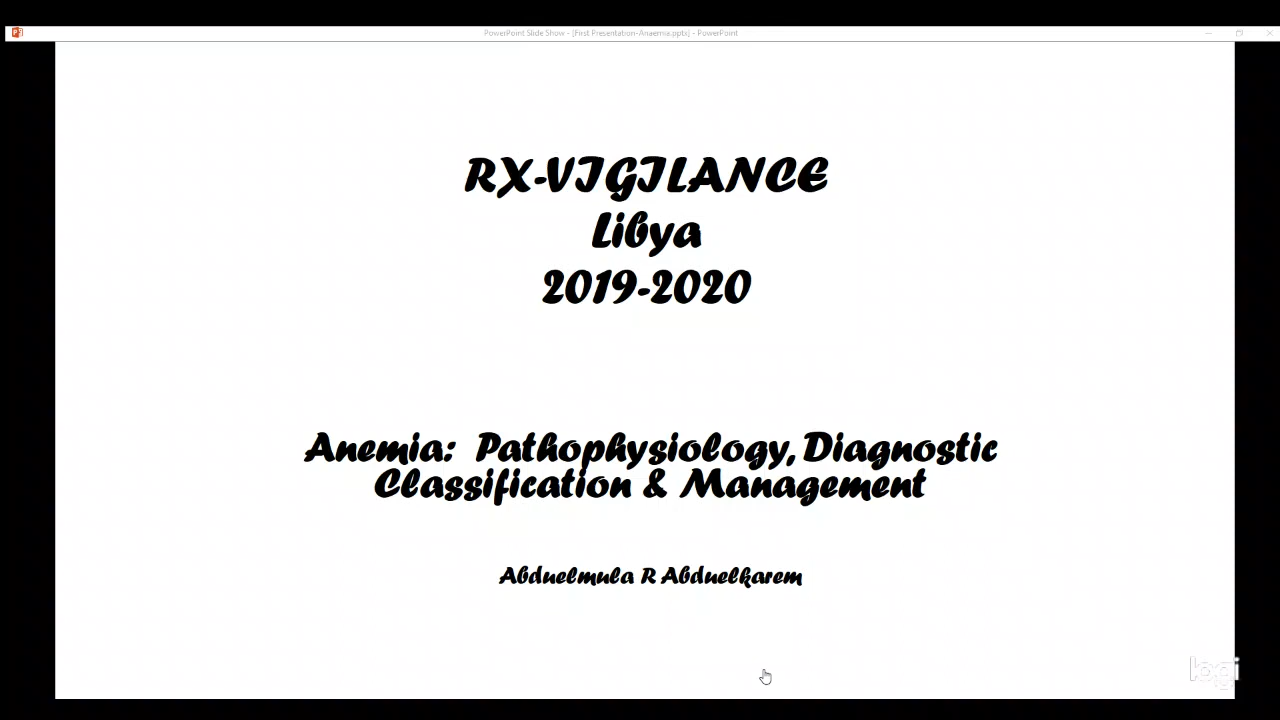 PowerPoint Slide Show - [First Presentation-Anaemia.pptx] - PowerPoint
RX-VIGILANCE
Libya
2019-2020
Anemia: Pathophysiology, Diagnostic
Classification & Management
Abduelmula R Abduelkarem
logi